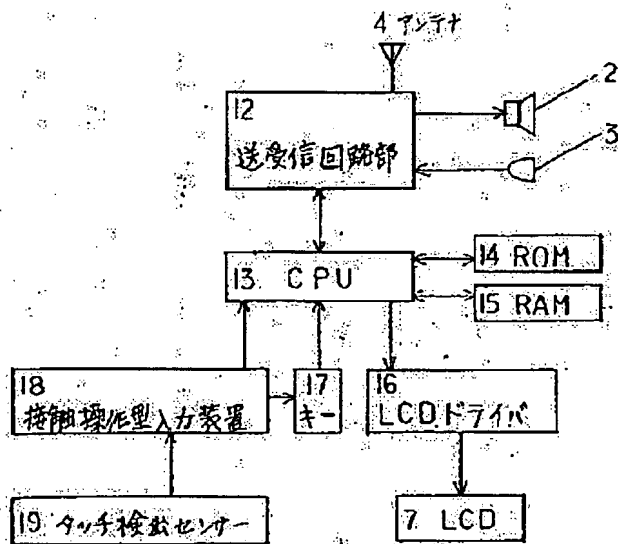 4 アンテナ
12
送受信回路部
2
3
13 CPU
14 ROM
15 RAM
18
接触操作型入力装置
17
キー
16
LCDドライバ
19 タッチ検出センサー
7 LCD